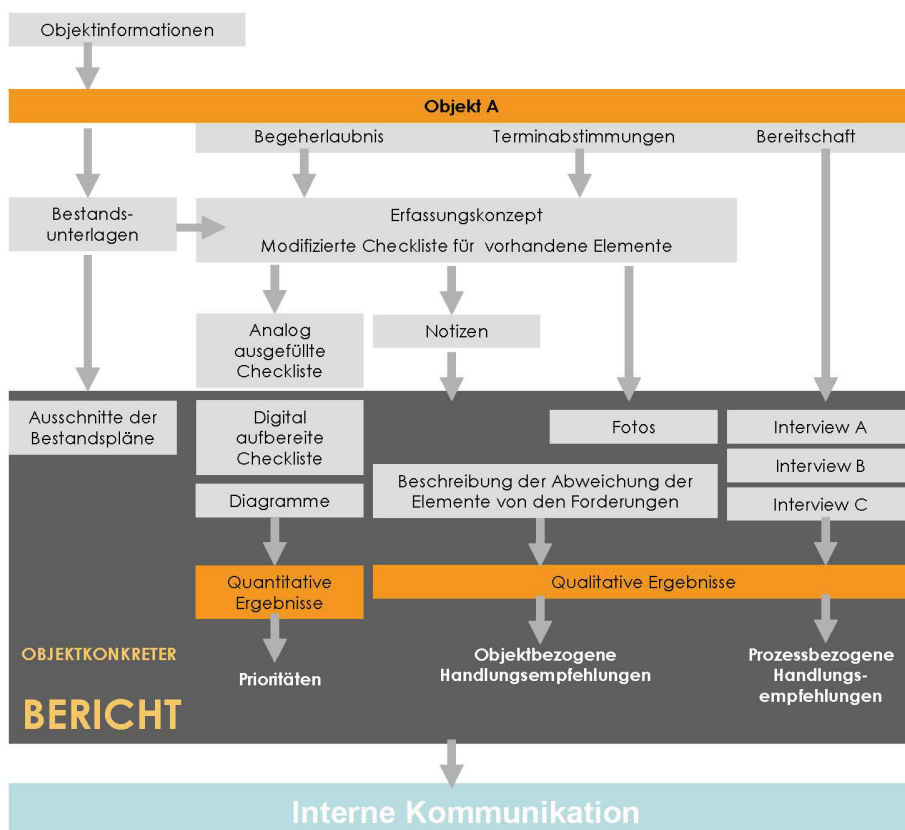 Objektinformationen
Objekt A
Begeherlaubnis
Terminabstimmungen
Bereitschaft
Bestands-
unterlagen
Erfassungskonzept
Modifizierte Checkliste für vorhandene Elemente
Analog
ausgefüllte
Checkliste
Notizen
Ausschnitte der
Bestandspläne
Digital
aufbereite
Checkliste
Fotos
Interview A
Interview B
Interview C
Diagramme
Beschreibung der Abweichung der
Elemente von den Forderungen
Quantitative
Ergebnisse
Qualitative Ergebnisse
OBJEKTKONKRETER
BERICHT
Prioritäten
Objektbezogene
Handlungsempfehlungen
Prozessbezogene
Handlungs-
empfehlungen
Interne Kommunikation